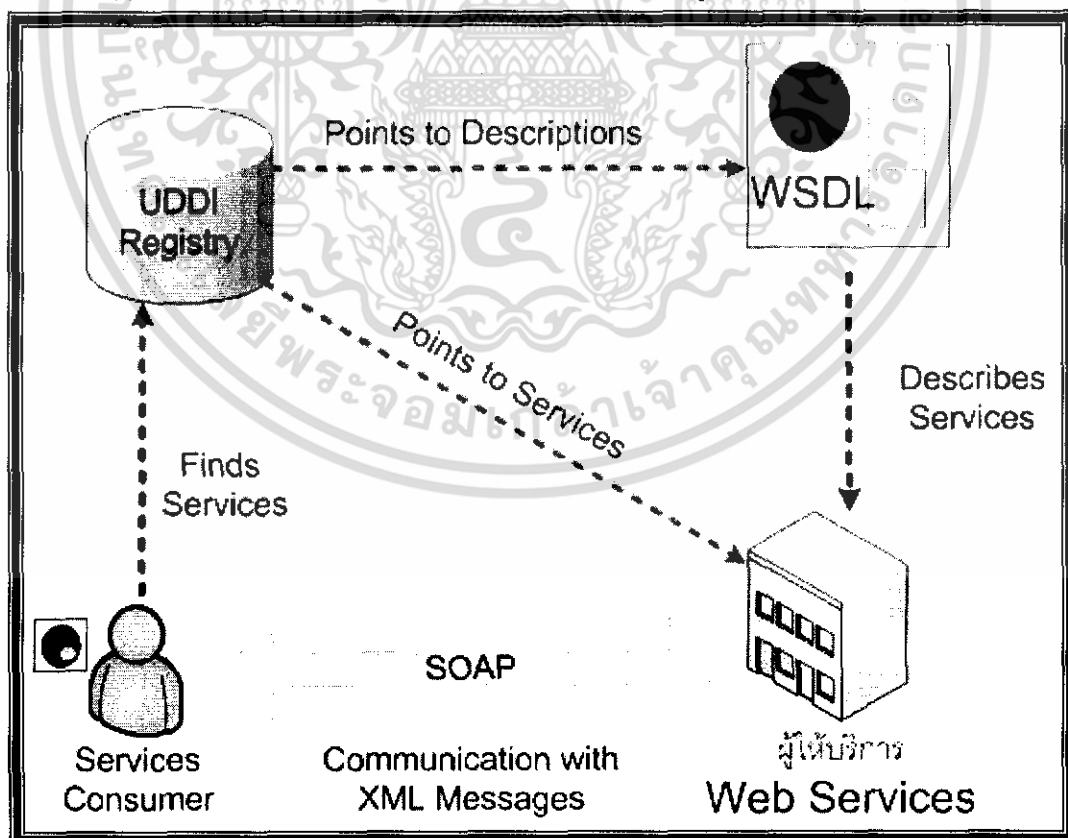 Points to Descriptions
UDDI
Registry
WSDL
Points to Services
Describes
Services
Finds
Services
SOAP
Services
Consumer
Communication with
XML Messages
ผู้ให้บริการ
Web Services